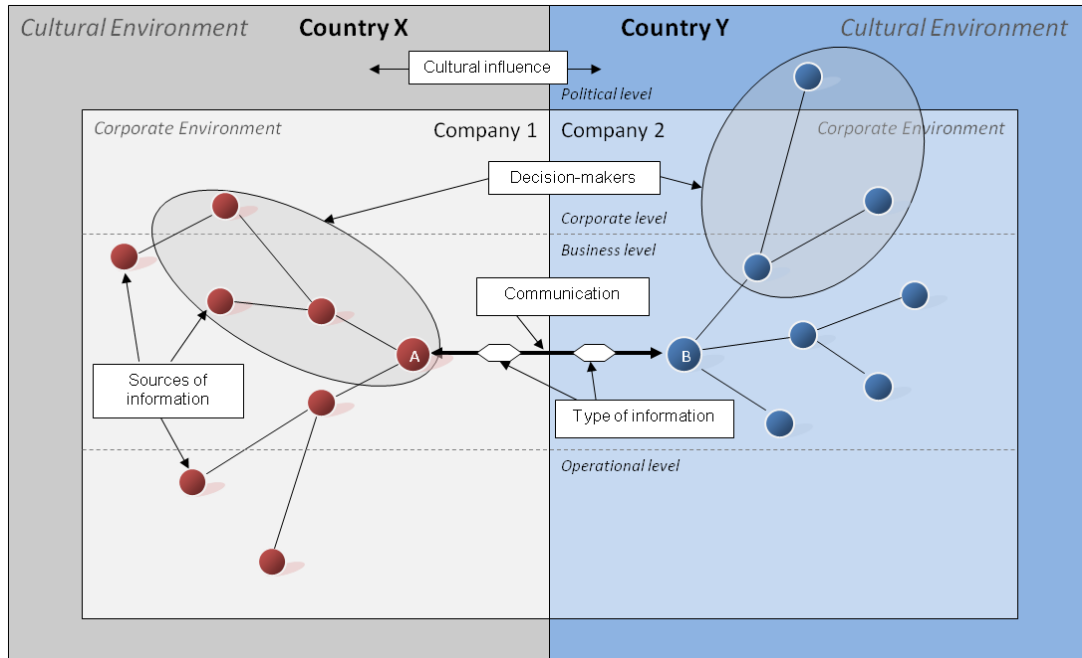 Cultural Environment
Country X
Country Y
Cultural Environment
Cultural influence
Political level
Corporate Environment
Company 1
Company 2
Corporate Environment
Decision-makers
Corporate level
Business level
Communication
A
B
Sources of
information
Type of information
Operational level